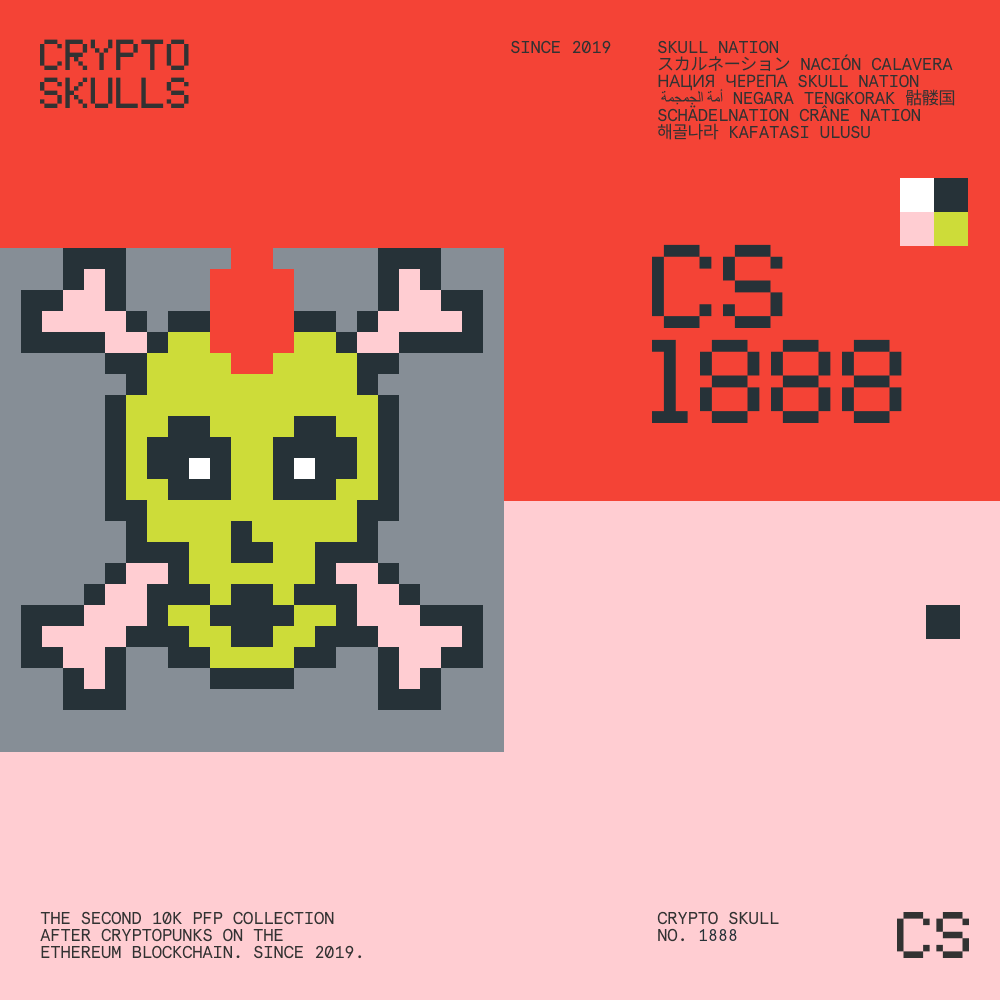 CRYPTO
SKULLS
SINCE 2019
SKULL NATION
スカルネーション NACIÓN CALAVERA
НАЦИЯ ЧЕРЕПА SKULL NATION
أمة الجمجمة NEGARA TENGKORAK 骷髅国
SCHÄDELNATION CRÂNE NATION
해골나라 KAFATASI ULUSU
CS
1888
THE SECOND 10K PFP COLLECTION
AFTER CRYPTOPUNKS ON THE
ETHEREUM BLOCKCHAIN. SINCE 2019.
CRYPTO SKULL
NO. 1888
CS